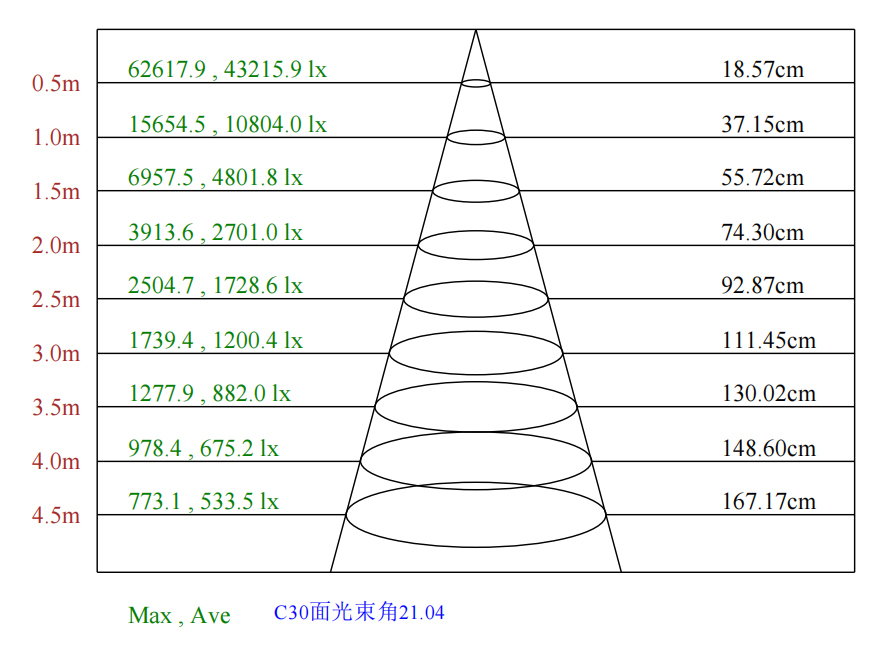 62617.9 , 43215.9 lx 18.57cm
0.5m
15654.5 , 10804.0 lx 37.15cm
1.0m
6957.5 , 4801.8 lx 55.72cm
1.5m
3913.6 , 2701.0 lx 74.30cm
2.0m
2504.7 , 1728.6 lx 92.87cm
2.5m
1739.4 , 1200.4 lx 111.45cm
3.0m
1277.9 , 882.0 lx 130.02cm
3.5m
978.4 , 675.2 lx 148.60cm
4.0m
773.1 , 533.5 lx 167.17cm
4.5m
Max , Ave C30面光束角21.04